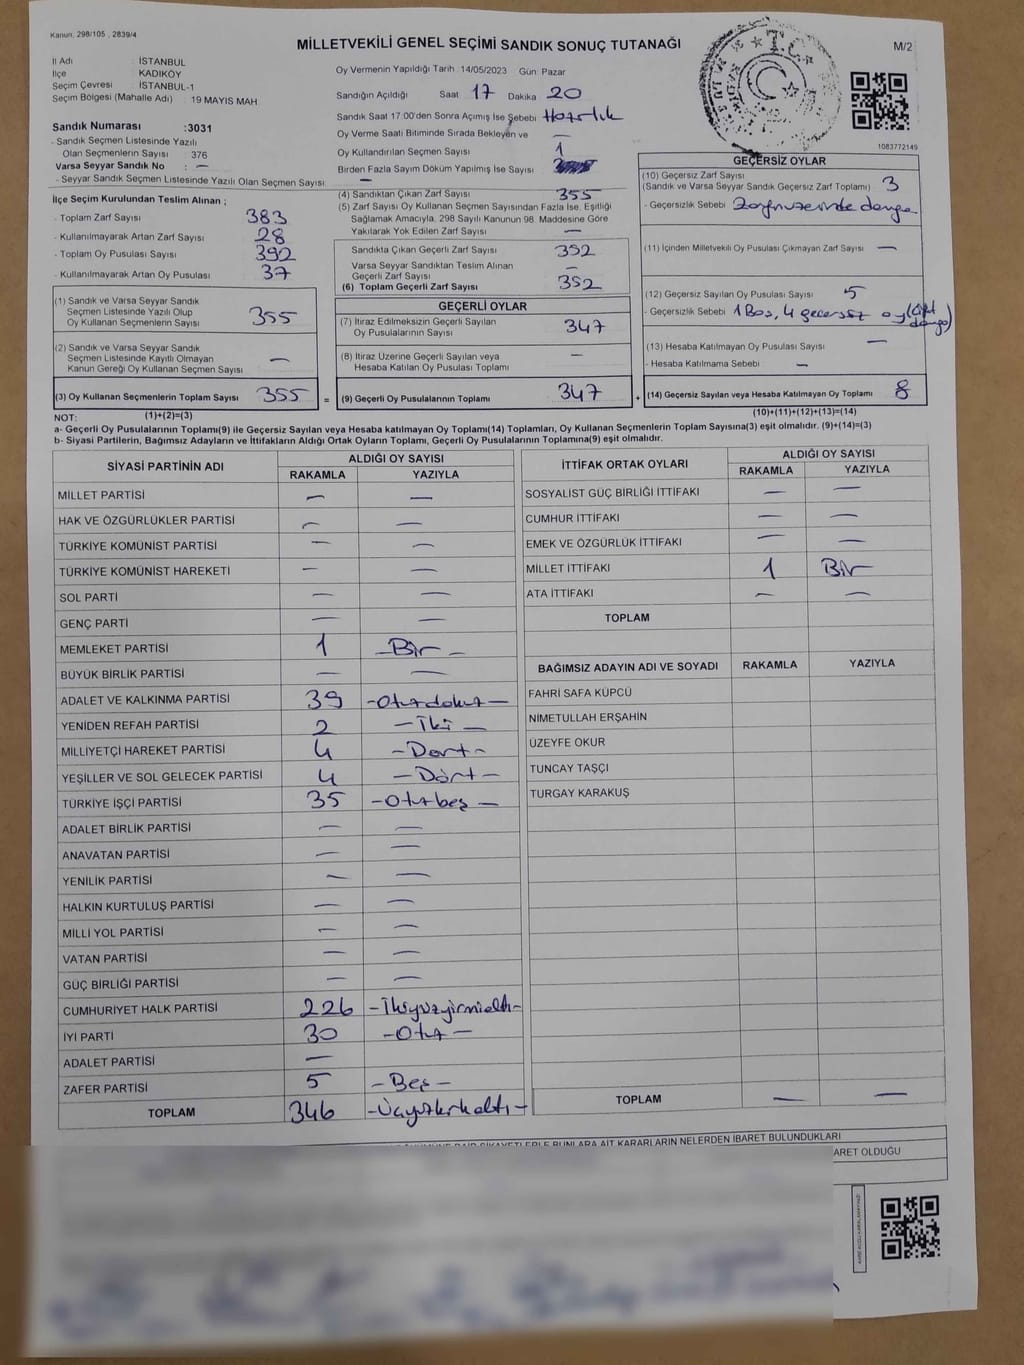 Kanun, 298/105 , 2839/4
MİLLETVEKİLİ GENEL SEÇİMİ SANDIK SONUÇ TUTANAĞI
M/2
T.C.
İl Adı : İSTANBUL
İlçe : KADIKÖY
Seçim Çevresi : İSTANBUL-1
Seçim Bölgesi (Mahalle Adı) : 19 MAYIS MAH.
Oy Vermenin Yapıldığı Tarih :14/05/2023 Gün: Pazar
Sandığın Açıldığı Saat 17 Dakika 20
Sandık Saat 17:00'den Sonra Açımış İse Sebebi Hazırlık
Oy Verme Saati Bitiminde Sırada Bekleyen ve —
Oy Kullandırılan Seçmen Sayısı 1
Birden Fazla Sayım Döküm Yapılmış İse Sayısı
1083772149
Sandık Numarası :3031
- Sandık Seçmen Listesinde Yazılı
Olan Seçmenlerin Sayısı 376
Varsa Seyyar Sandık No : —
- Seyyar Sandık Seçmen Listesinde Yazılı Olan Seçmen Sayısı : —
İlçe Seçim Kurulundan Teslim Alınan ;
- Toplam Zarf Sayısı 383
- Kullanılmayarak Artan Zarf Sayısı 28
- Toplam Oy Pusulası Sayısı 392
- Kullanılmayarak Artan Oy Pusulası 37
(1) Sandık ve Varsa Seyyar Sandık
Seçmen Listesinde Yazılı Olup
Oy Kullanan Seçmenlerin Sayısı 355
(2) Sandık ve Varsa Seyyar Sandık
Seçmen Listesinde Kayıtlı Olmayan
Kanun Gereği Oy Kullanan Seçmen Sayısı —
(3) Oy Kullanan Seçmenlerin Toplam Sayısı 355 =
(4) Sandıktan Çıkan Zarf Sayısı 355
(5) Zarf Sayısı Oy Kullanan Seçmen Sayısından Fazla İse, Eşitliği
Sağlamak Amacıyla, 298 Sayılı Kanunun 98. Maddesine Göre
Yakılarak Yok Edilen Zarf Sayısı —
Sandıkta Çıkan Geçerli Zarf Sayısı 352
Varsa Seyyar Sandıktan Teslim Alınan
Geçerli Zarf Sayısı —
(6) Toplam Geçerli Zarf Sayısı 352
GEÇERLİ OYLAR
(7) İtiraz Edilmeksizin Geçerli Sayılan
Oy Pusulalarının Sayısı 347
(8) İtiraz Üzerine Geçerli Sayılan veya
Hesaba Katılan Oy Pusulası Toplamı —
(9) Geçerli Oy Pusulalarının Toplamı 347 +
GEÇERSİZ OYLAR
(10) Geçersiz Zarf Sayısı
(Sandık ve Varsa Seyyar Sandık Geçersiz Zarf Toplamı) 3
- Geçersizlik Sebebi Zarf üzerinde damga
(11) İçinden Milletvekili Oy Pusulası Çıkmayan Zarf Sayısı —
(12) Geçersiz Sayılan Oy Pusulası Sayısı 5
- Geçersizlik Sebebi 1 Boş, 4 geçersiz oy (çift damga)
(13) Hesaba Katılmayan Oy Pusulası Sayısı —
- Hesaba Katılmama Sebebi —
(14) Geçersiz Sayılan veya Hesaba Katılmayan Oy Toplamı 8
NOT: (1)+(2)=(3)
(10)+(11)+(12)+(13)=(14)
a- Geçerli Oy Pusulalarının Toplamı(9) ile Geçersiz Sayılan veya Hesaba katılmayan Oy Toplamı(14) Toplamları, Oy Kullanan Seçmenlerin Toplam Sayısına(3) eşit olmalıdır. (9)+(14)=(3)
b- Siyasi Partilerin, Bağımsız Adayların ve İttifakların Aldığı Ortak Oyların Toplamı, Geçerli Oy Pusulalarının Toplamına(9) eşit olmalıdır.
SİYASİ PARTİNİN ADI ALDIĞI OY SAYISI
RAKAMLA YAZIYLA
MİLLET PARTİSİ — —
HAK VE ÖZGÜRLÜKLER PARTİSİ — —
TÜRKİYE KOMÜNİST PARTİSİ — —
TÜRKİYE KOMÜNİST HAREKETİ — —
SOL PARTİ — —
GENÇ PARTİ — —
MEMLEKET PARTİSİ 1 —Bir—
BÜYÜK BİRLİK PARTİSİ — —
ADALET VE KALKINMA PARTİSİ 39 —Otuzdokuz—
YENİDEN REFAH PARTİSİ 2 —İki—
MİLLİYETÇİ HAREKET PARTİSİ 4 —Dört—
YEŞİLLER VE SOL GELECEK PARTİSİ 4 —Dört—
TÜRKİYE İŞÇİ PARTİSİ 35 —Otuzbeş—
ADALET BİRLİK PARTİSİ — —
ANAVATAN PARTİSİ — —
YENİLİK PARTİSİ — —
HALKIN KURTULUŞ PARTİSİ — —
MİLLİ YOL PARTİSİ — —
VATAN PARTİSİ — —
GÜÇ BİRLİĞİ PARTİSİ — —
CUMHURİYET HALK PARTİSİ 226 —İkiyüzyirmialtı—
İYİ PARTİ 30 —Otuz—
ADALET PARTİSİ —
ZAFER PARTİSİ 5 —Beş—
TOPLAM 346 —Üçyüzkırkaltı—
İTTİFAK ORTAK OYLARI ALDIĞI OY SAYISI
RAKAMLA YAZIYLA
SOSYALİST GÜÇ BİRLİĞİ İTTİFAKI — —
CUMHUR İTTİFAKI — —
EMEK VE ÖZGÜRLÜK İTTİFAKI — —
MİLLET İTTİFAKI 1 Bir
ATA İTTİFAKI — —
TOPLAM
BAĞIMSIZ ADAYIN ADI VE SOYADI RAKAMLA YAZIYLA
FAHRİ SAFA KÜPCÜ
NİMETULLAH ERŞAHİN
ÜZEYFE OKUR
TUNCAY TAŞÇI
TURGAY KARAKUŞ
TOPLAM — —
KARARLARIN NELERDEN İBARET BULUNDUKLARI
ARET OLDUĞU